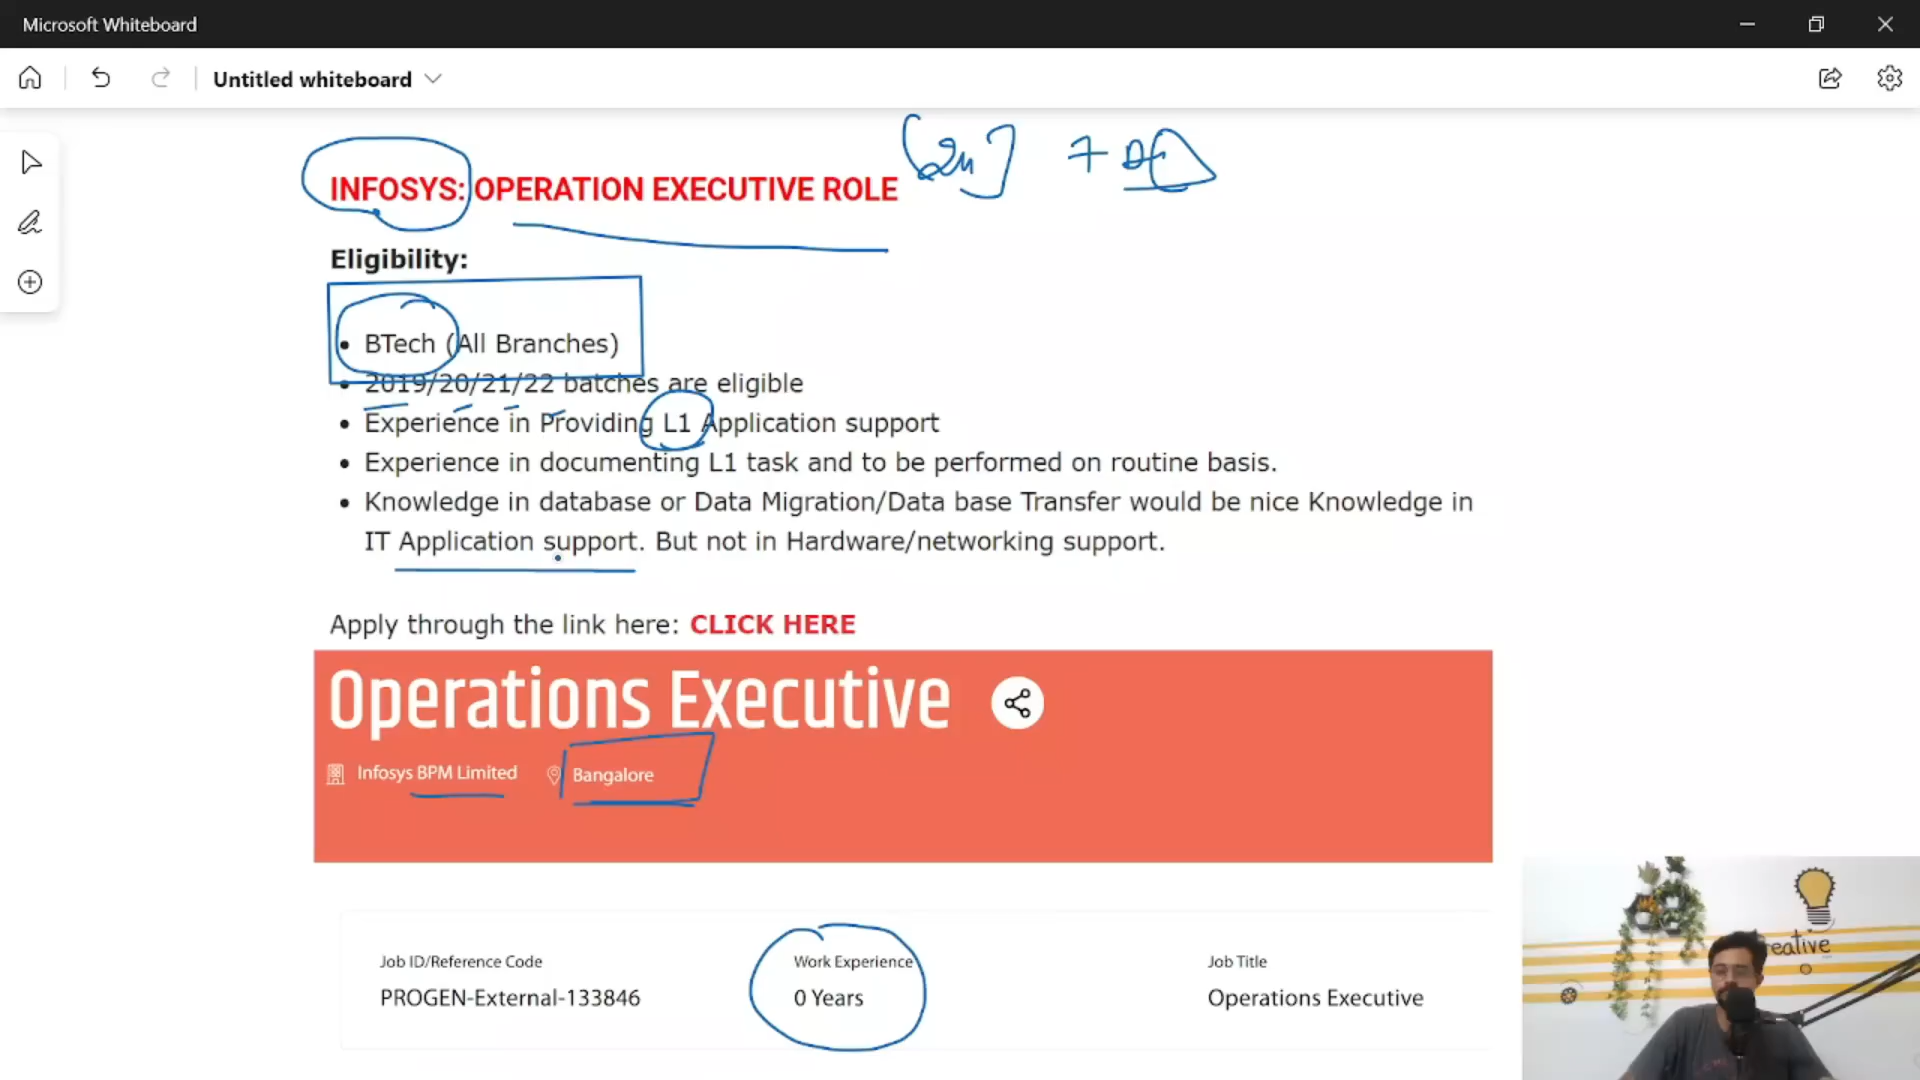 Microsoft Whiteboard
Untitled whiteboard
INFOSYS: OPERATION EXECUTIVE ROLE
Eligibility:
• BTech (All Branches)
• 2019/20/21/22 batches are eligible
• Experience in Providing L1 Application support
• Experience in documenting L1 task and to be performed on routine basis.
• Knowledge in database or Data Migration/Data base Transfer would be nice Knowledge in
IT Application support. But not in Hardware/networking support.
Apply through the link here: CLICK HERE
Operations Executive
Infosys BPM Limited Bangalore
Job ID/Reference Code Work Experience Job Title
PROGEN-External-133846 0 Years Operations Executive
creative